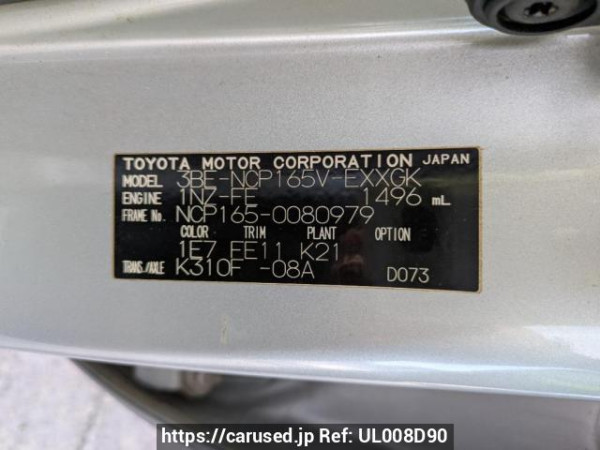 TOYOTA MOTOR CORPORATION JAPAN
MODEL 3BE-NCP165V-EXXGK
ENGINE 1NZ-FE 1496 mL
FRAME No. NCP165-0080979
COLOR TRIM PLANT OPTION
1E7 EE11 K21
TRANS/AXLE K310F -08A D073
https://carused.jp Ref: UL008D90